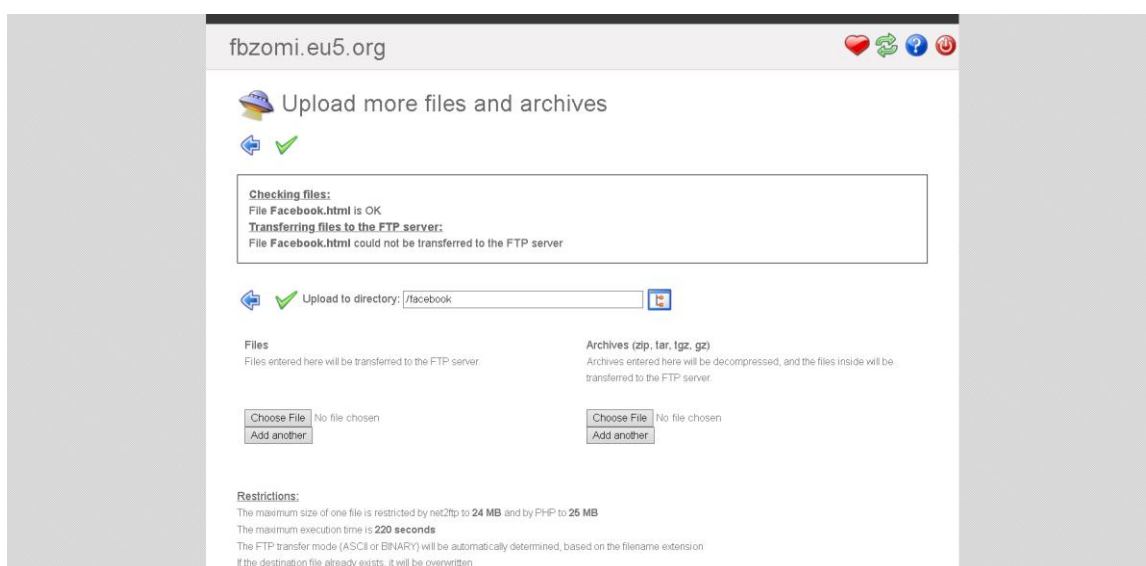 fbzomi.eu5.org
Upload more files and archives
Checking files:
File Facebook.html is OK
Transferring files to the FTP server:
File Facebook.html could not be transferred to the FTP server
Upload to directory: /facebook
Files
Files entered here will be transferred to the FTP server.
Choose File No file chosen
Add another
Archives (zip, tar, tgz, gz)
Archives entered here will be decompressed, and the files inside will be
transferred to the FTP server.
Choose File No file chosen
Add another
Restrictions:
The maximum size of one file is restricted by net2ftp to 24 MB and by PHP to 25 MB
The maximum execution time is 220 seconds
The FTP transfer mode (ASCII or BINARY) will be automatically determined, based on the filename extension
If the destination file already exists, it will be overwritten